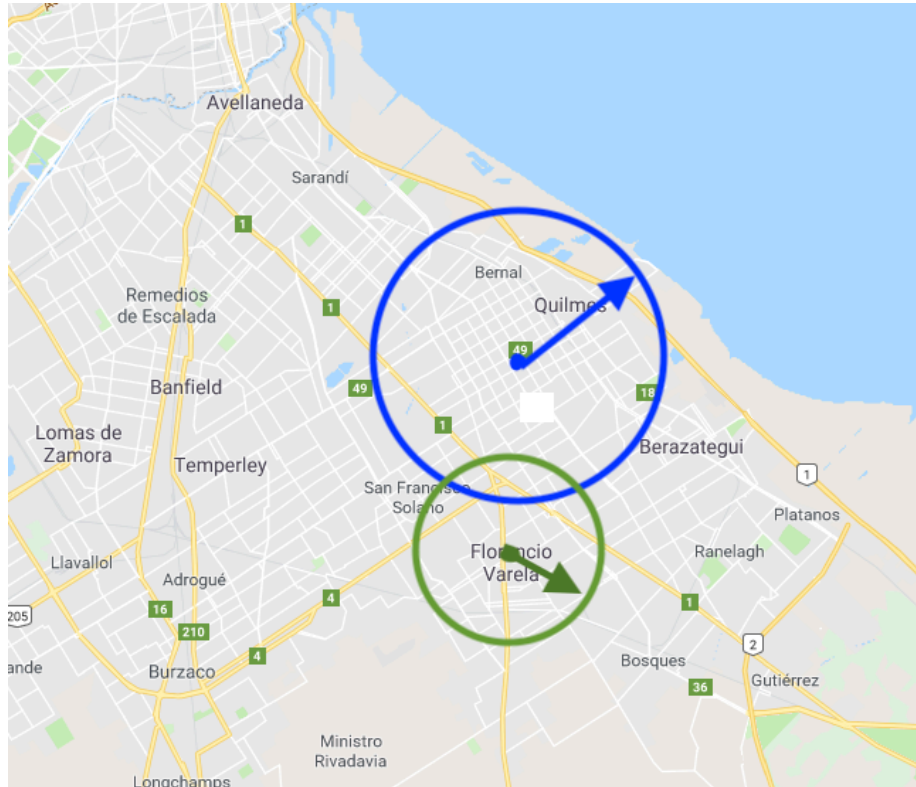 Avellaneda
Sarandí
1
Bernal
Remedios
de Escalada
Quilmes
1
49
Banfield
49
18
1
Lomas de
Zamora
Berazategui
Temperley
1
San Francisco
Solano
Platanos
Florencio
Varela
Ranelagh
Llavallol
Adrogué
4
1
16
205
210
2
4
ande
Burzaco
Bosques
Gutiérrez
36
Ministro
Rivadavia
Longchamps